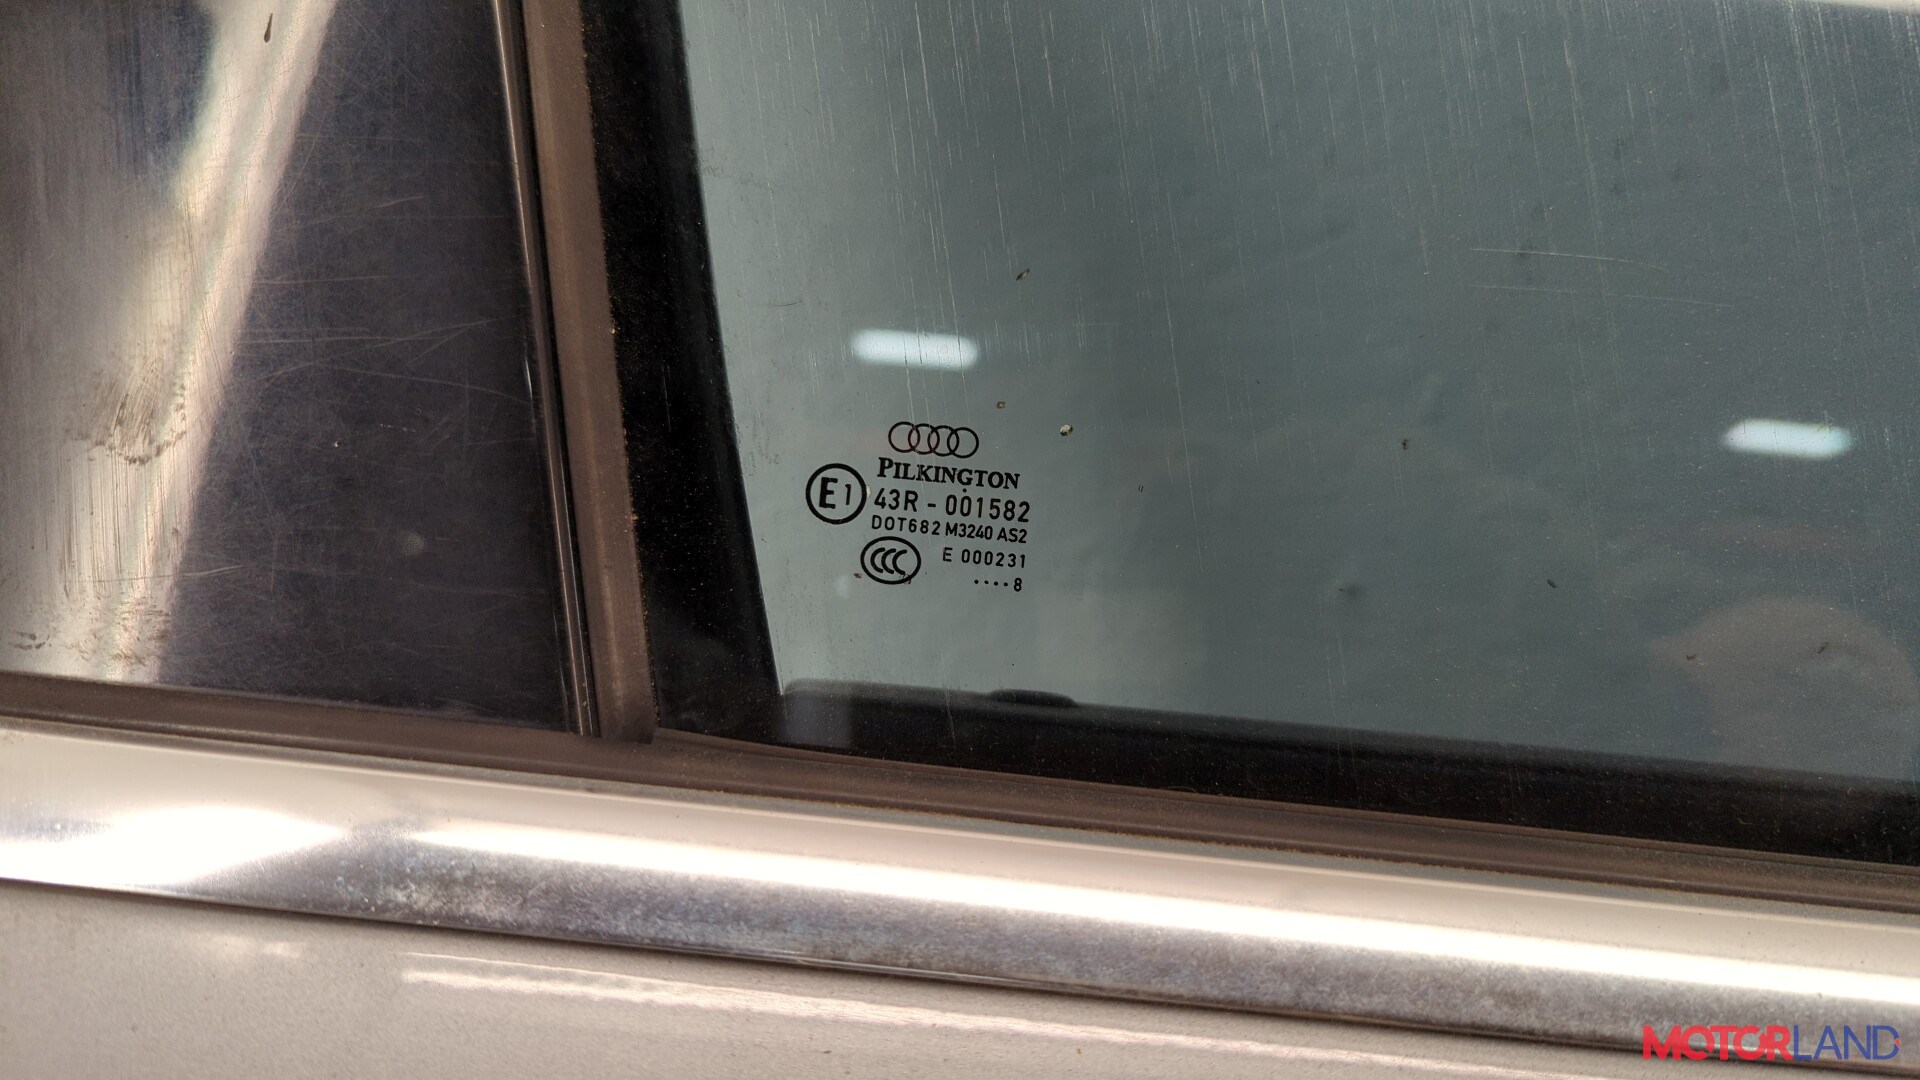 PILKINGTON
E1 43R - 001582
DOT682 M3240 AS2
CCC E 000231
····8
MOTORLAND